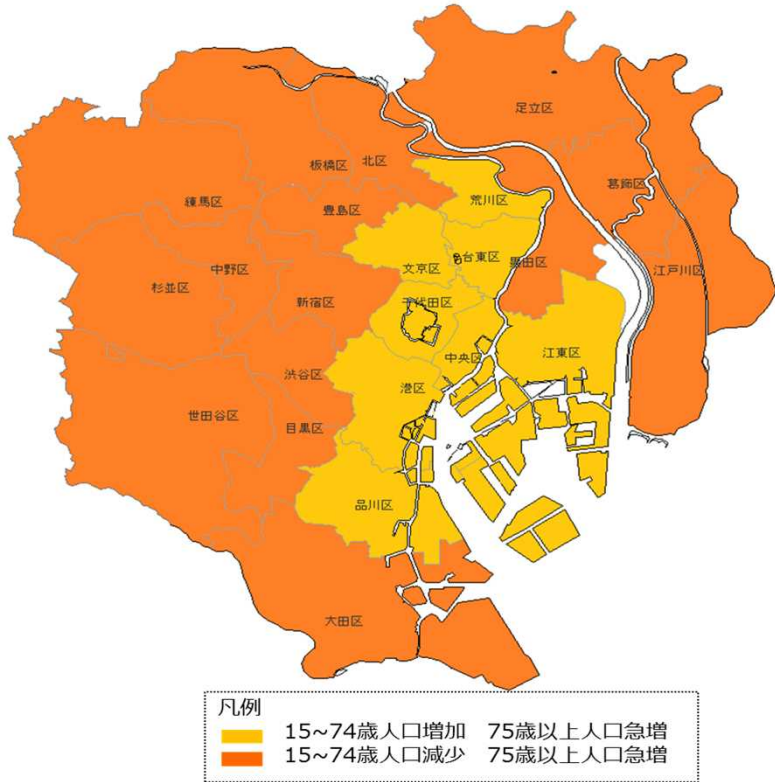 足立区
北区
板橋区
葛飾区
荒川区
練馬区
豊島区
台東区
墨田区
文京区
江戸川区
中野区
杉並区
新宿区
千代田区
中央区
江東区
渋谷区
港区
世田谷区
目黒区
品川区
大田区
凡例
15~74歳人口増加 75歳以上人口急増
15~74歳人口減少 75歳以上人口急増